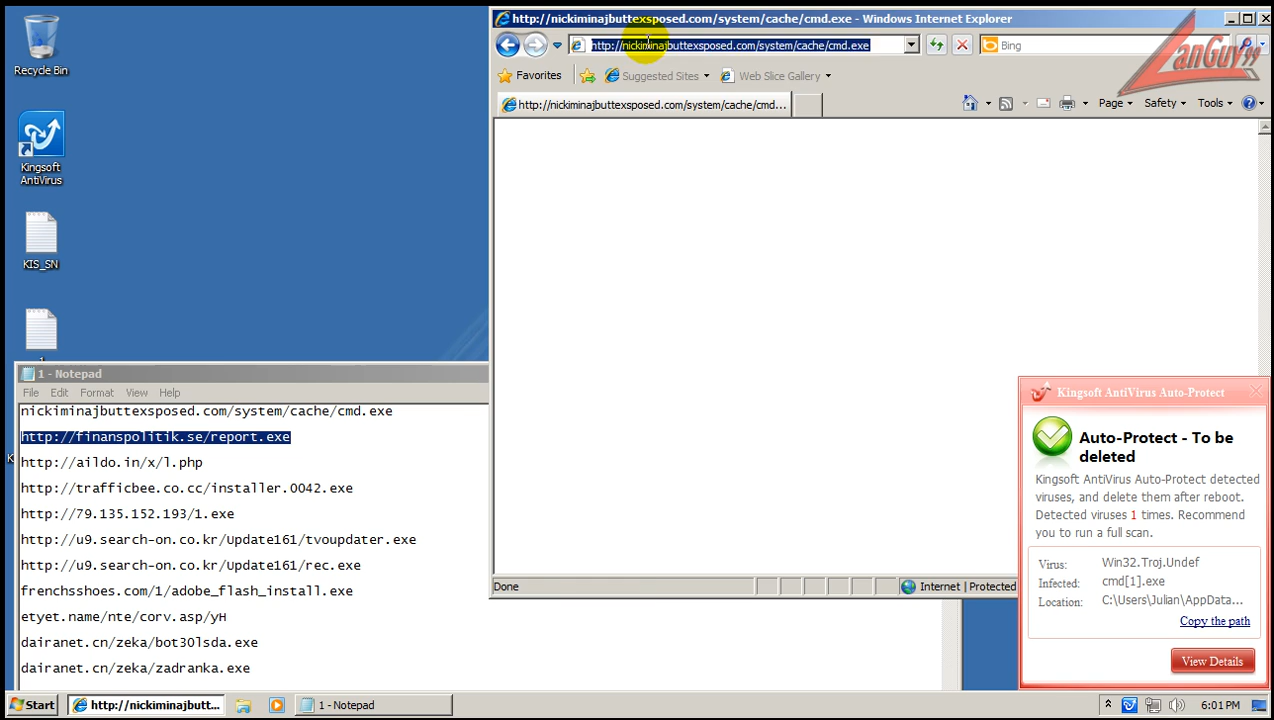 Recycle Bin
Kingsoft
AntiVirus
KIS_SN
1
http://nickiminajbuttexsposed.com/system/cache/cmd.exe - Windows Internet Explorer
http://nickiminajbuttexsposed.com/system/cache/cmd.exe
Bing
anGuy99
Favorites
Suggested Sites
Web Slice Gallery
http://nickiminajbuttexsposed.com/system/cache/cmd...
Page
Safety
Tools
Done
Internet | Protected
1 - Notepad
File Edit Format View Help
nickiminajbuttexsposed.com/system/cache/cmd.exe
http://finanspolitik.se/report.exe
http://aildo.in/x/l.php
http://trafficbee.co.cc/installer.0042.exe
http://79.135.152.193/1.exe
http://u9.search-on.co.kr/Update161/tvoupdater.exe
http://u9.search-on.co.kr/Update161/rec.exe
frenchsshoes.com/1/adobe_flash_install.exe
etyet.name/nte/corv.asp/yH
dairanet.cn/zeka/bot30lsda.exe
dairanet.cn/zeka/zadranka.exe
Kingsoft AntiVirus Auto-Protect
Auto-Protect - To be
deleted
Kingsoft AntiVirus Auto-Protect detected
viruses, and delete them after reboot.
Detected viruses 1 times. Recommend
you to run a full scan.
Virus: Win32.Troj.Undef
Infected: cmd[1].exe
Location: C:\Users\Julian\AppData...
Copy the path
View Details
Start
http://nickiminajbutt...
1 - Notepad
6:01 PM